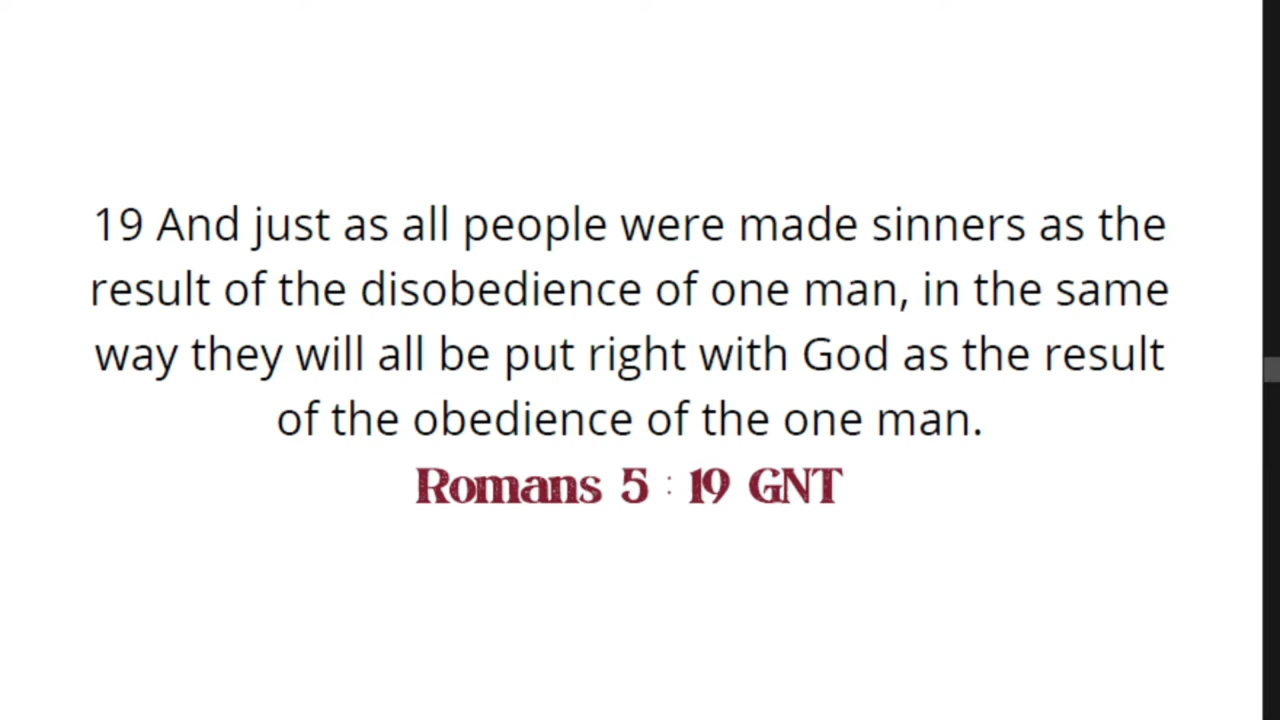 19 And just as all people were made sinners as the
result of the disobedience of one man, in the same
way they will all be put right with God as the result
of the obedience of the one man.
Romans 5 : 19 GNT